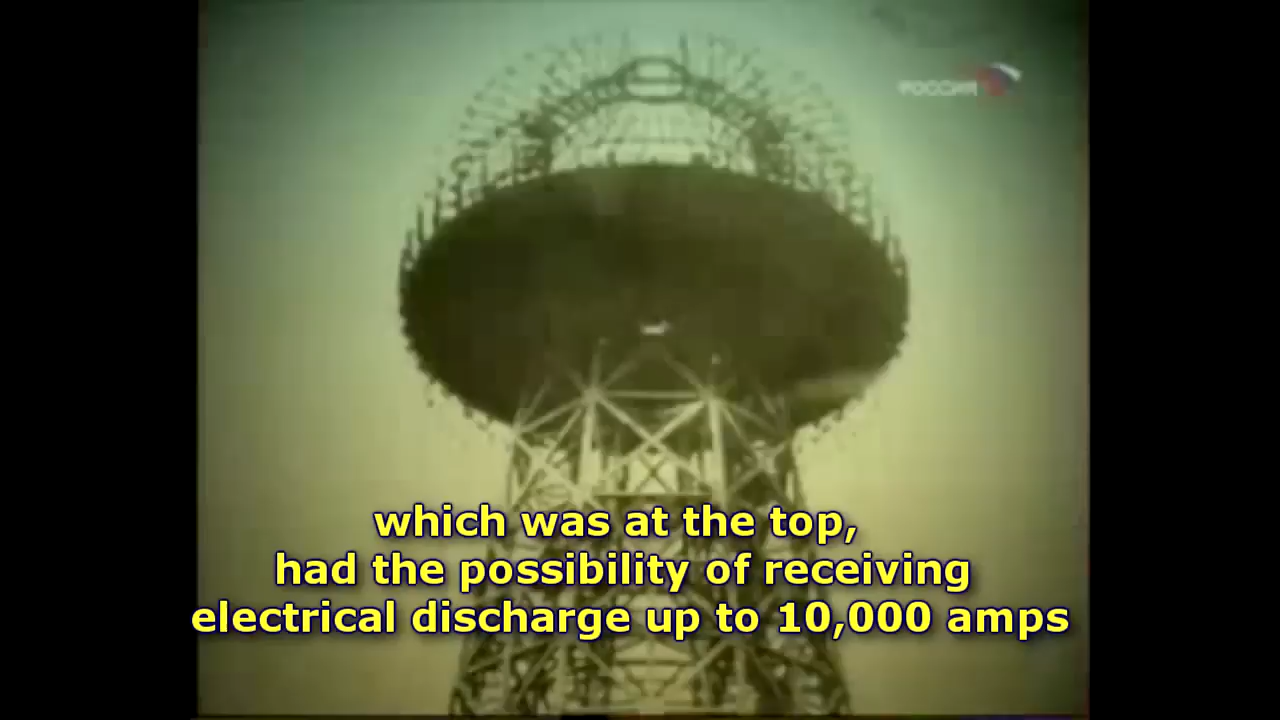 РОССИЯ
which was at the top,
had the possibility of receiving
electrical discharge up to 10,000 amps